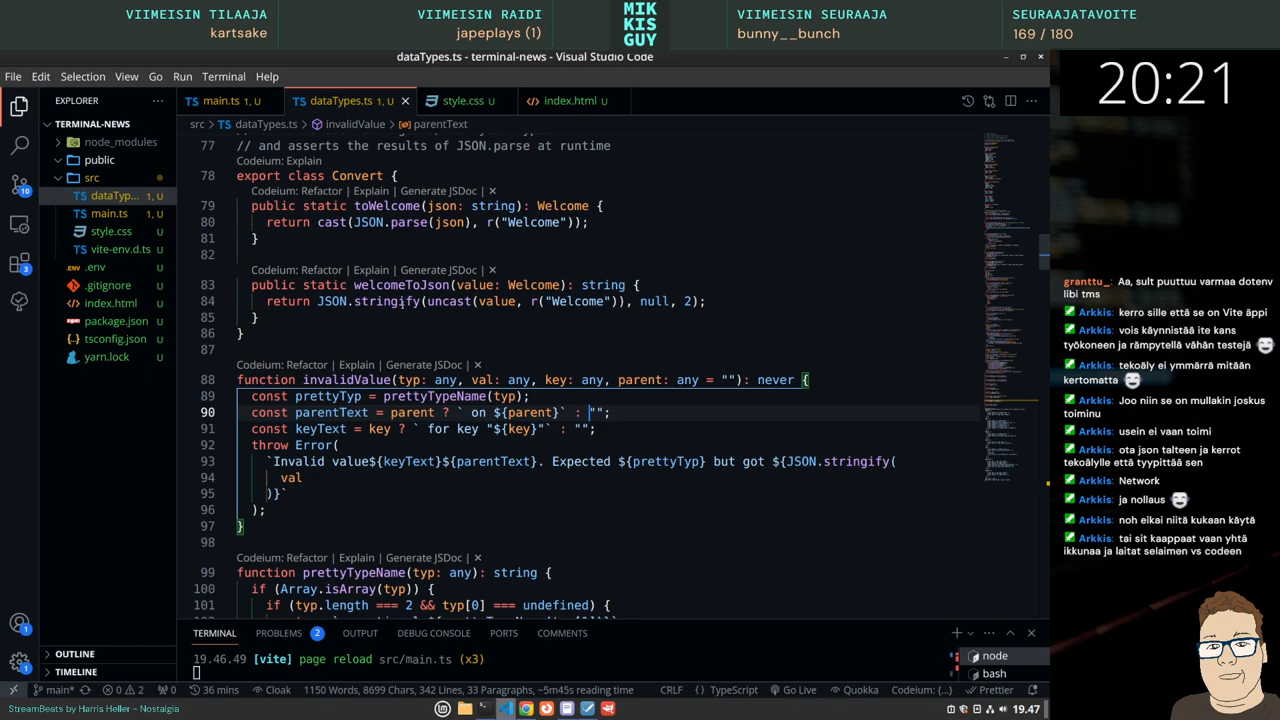 VIIMEISIN TILAAJA
kartsake
VIIMEISIN RAIDI
japeplays (1)
MIK
KIS
GUY
VIIMEISIN SEURAAJA
bunny__bunch
SEURAAJATAVOITE
169 / 180
dataTypes.ts - terminal-news - Visual Studio Code
File Edit Selection View Go Run Terminal Help
20:21
EXPLORER
TERMINAL-NEWS
node_modules
public
src
dataTyp... 1, U
main.ts 1, U
style.css U
vite-env.d.ts U
.env U
.gitignore U
index.html U
package.json U
tsconfig.json U
yarn.lock U
OUTLINE
TIMELINE
main.ts 1, U
dataTypes.ts 1, U
style.css U
index.html U
src > dataTypes.ts > invalidValue > parentText
77 // and asserts the results of JSON.parse at runtime
Codeium: Explain
78 export class Convert {
Codeium: Refactor | Explain | Generate JSDoc | ×
79 public static toWelcome(json: string): Welcome {
80 return cast(JSON.parse(json), r("Welcome"));
81 }
82
Codeium: Refactor | Explain | Generate JSDoc | ×
83 public static welcomeToJson(value: Welcome): string {
84 return JSON.stringify(uncast(value, r("Welcome")), null, 2);
85 }
86 }
87
Codeium: Refactor | Explain | Generate JSDoc | ×
88 function invalidValue(typ: any, val: any, key: any, parent: any = ""): never {
89 const prettyTyp = prettyTypeName(typ);
90 const parentText = parent ? ` on ${parent}` : "";
91 const keyText = key ? ` for key "${key}"` : "";
92 throw Error(
93 `Invalid value${keyText}${parentText}. Expected ${prettyTyp} but got ${JSON.stringify(
94 val
95 )}`
96 );
97 }
98
Codeium: Refactor | Explain | Generate JSDoc | ×
99 function prettyTypeName(typ: any): string {
100 if (Array.isArray(typ)) {
101 if (typ.length === 2 && typ[0] === undefined) {
TERMINAL PROBLEMS 2 OUTPUT DEBUG CONSOLE PORTS COMMENTS
19.46.49 [vite] page reload src/main.ts (x3)
node
bash
main* 0 2 0 36 mins Cloak 1150 Words, 8699 Chars, 342 Lines, 33 Paragraphs, ~5m45s reading time CRLF {} TypeScript Go Live Quokka Codeium: {...} Prettier
StreamBeats by Harris Heller - Nostalgia
19.47
granttu_: Aa, sult puuttuu varmaa toi
libi tms
Arkkis: kerro sille että se on Vite appi
Arkkis: vois käynnistää ite kans
työkoneen ja rämpyttää vähän testejä
Arkkis: tekoäly ei ymmärrä mitään
kertomatta
Arkkis: Joo niin se on mullakin joskus
toiminu
Arkkis: usein ei vaan toimi
Arkkis: ota json talteen ja kerrot
tekoälylle että tyypittää sen
Arkkis: Network
Arkkis: ja nollaus
Arkkis: noh eikai niitä kukaan käytä
Arkkis: tai sit kaappaat vaan yhtä
ikkunaa ja laitat selaimen vs codeen